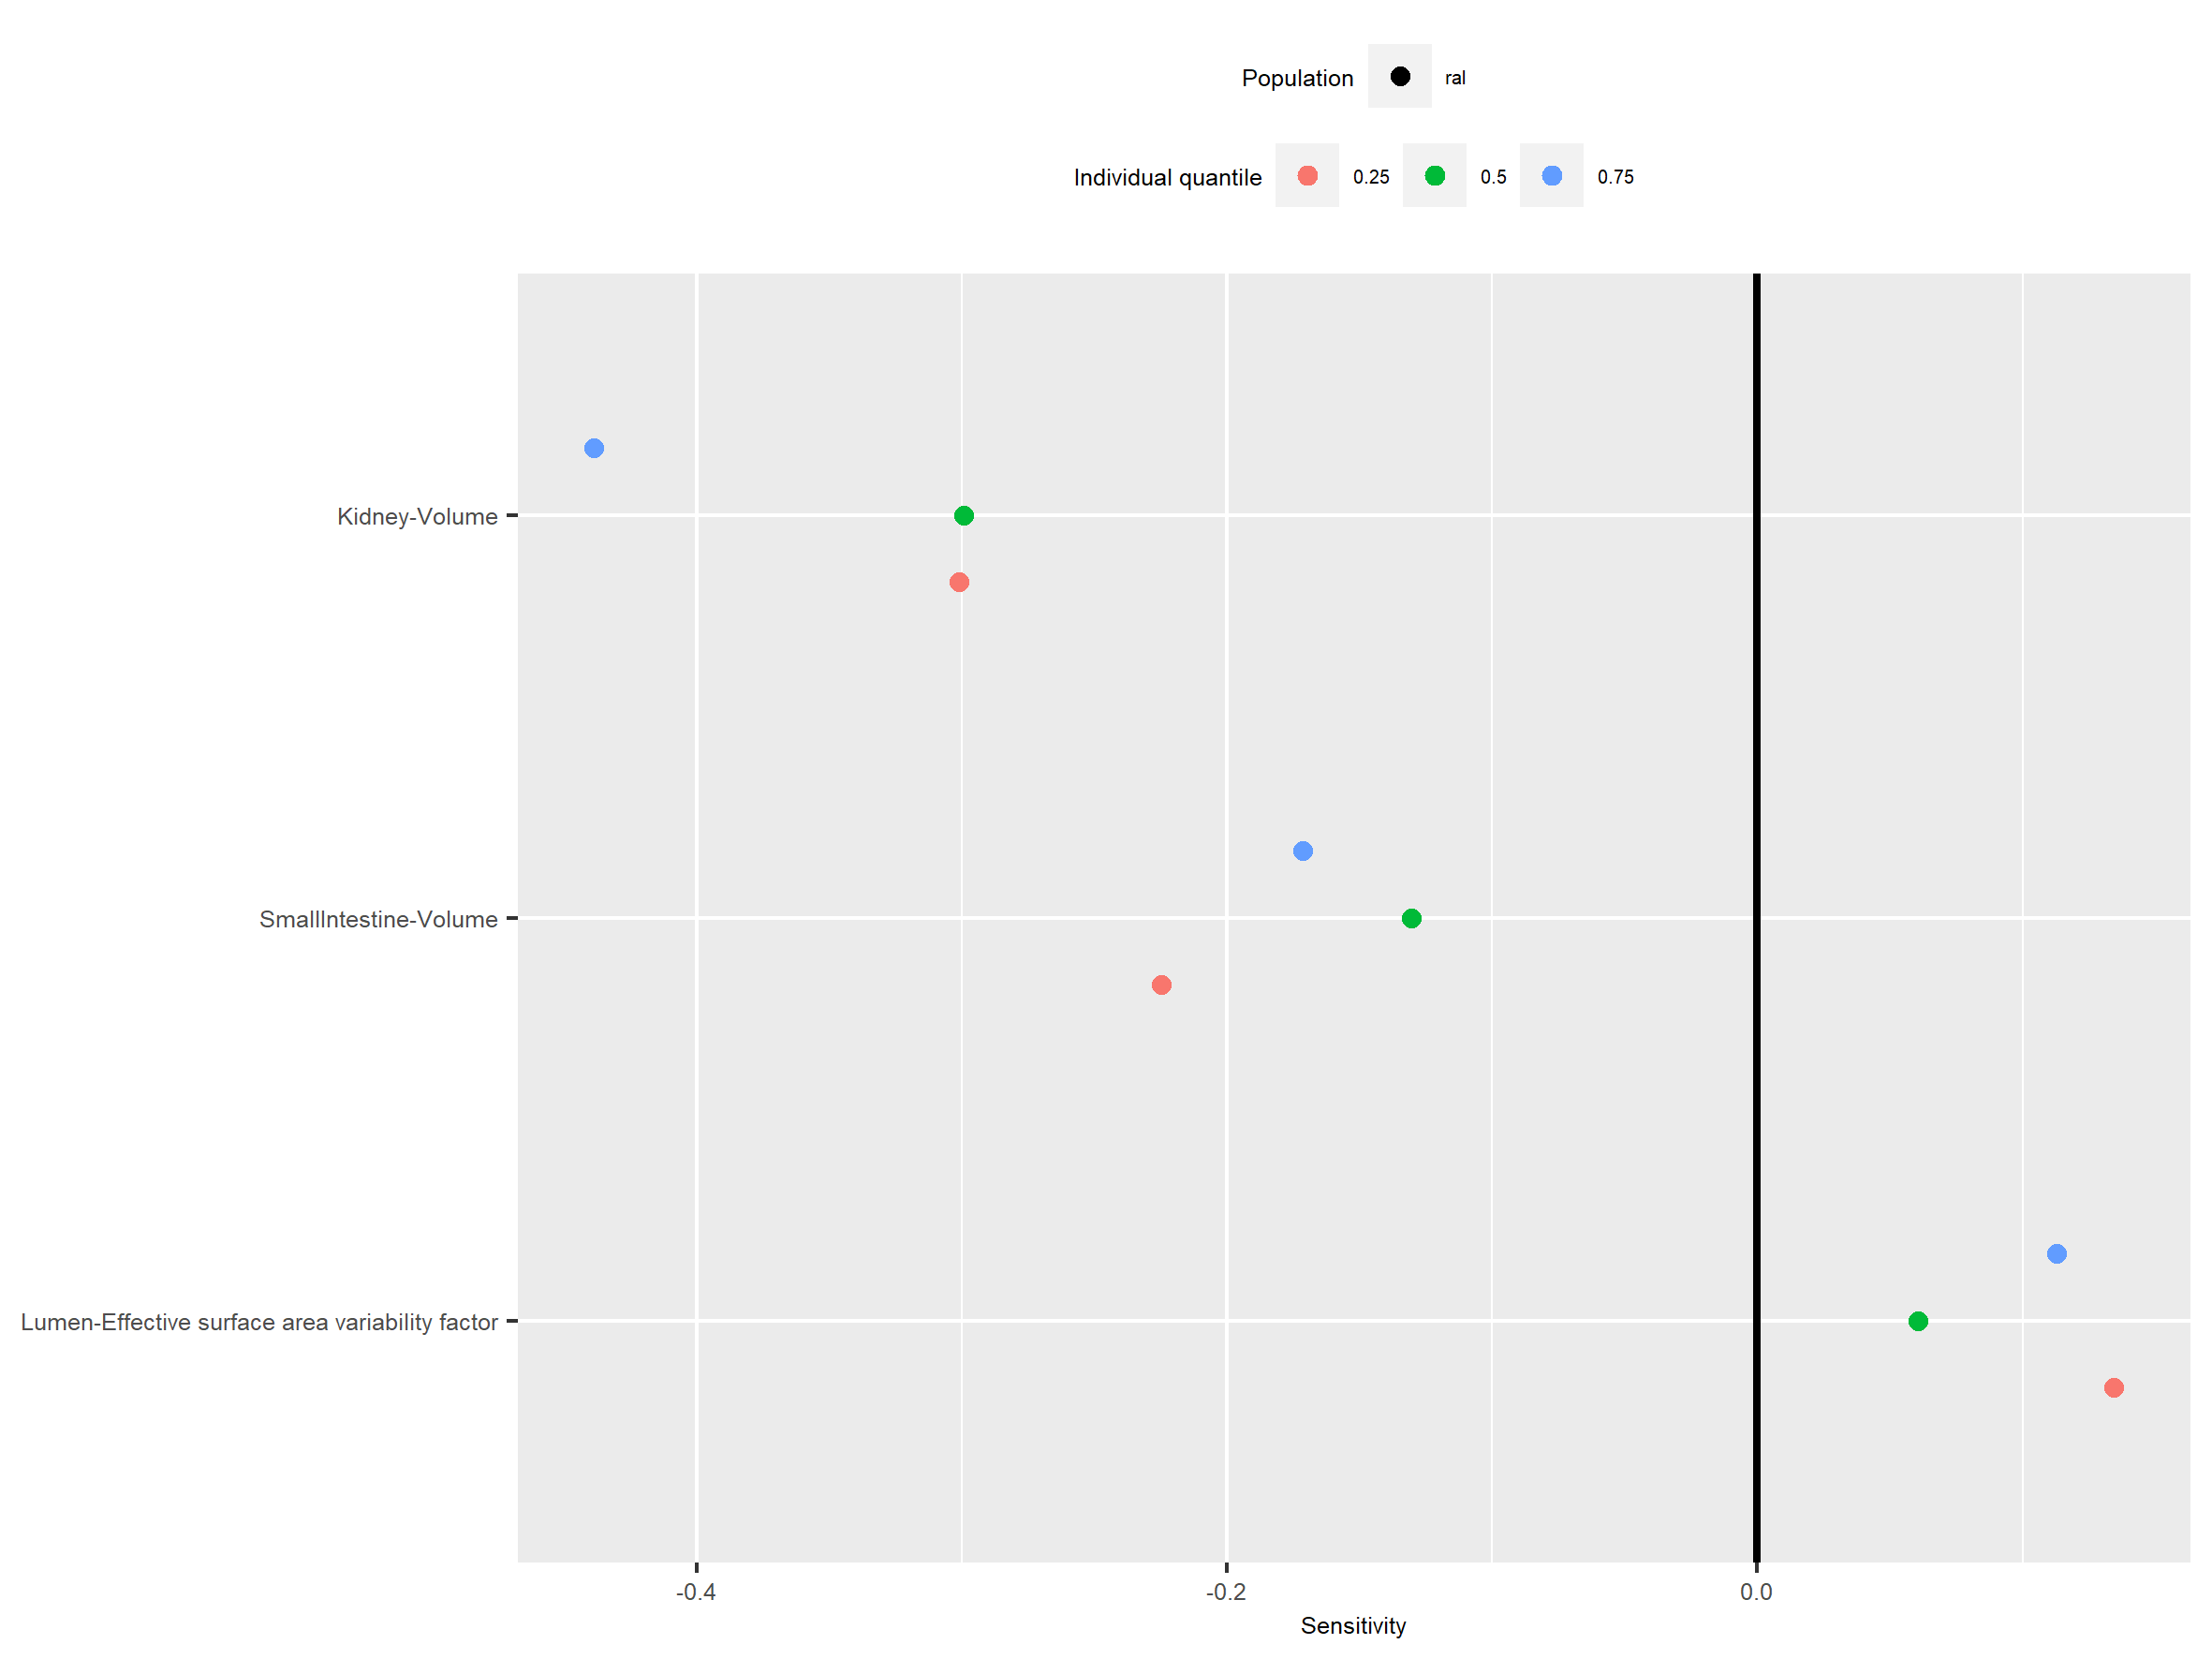 Population ral
Individual quantile 0.25 0.5 0.75
Kidney-Volume
SmallIntestine-Volume
Lumen-Effective surface area variability factor
-0.4 -0.2 0.0
Sensitivity